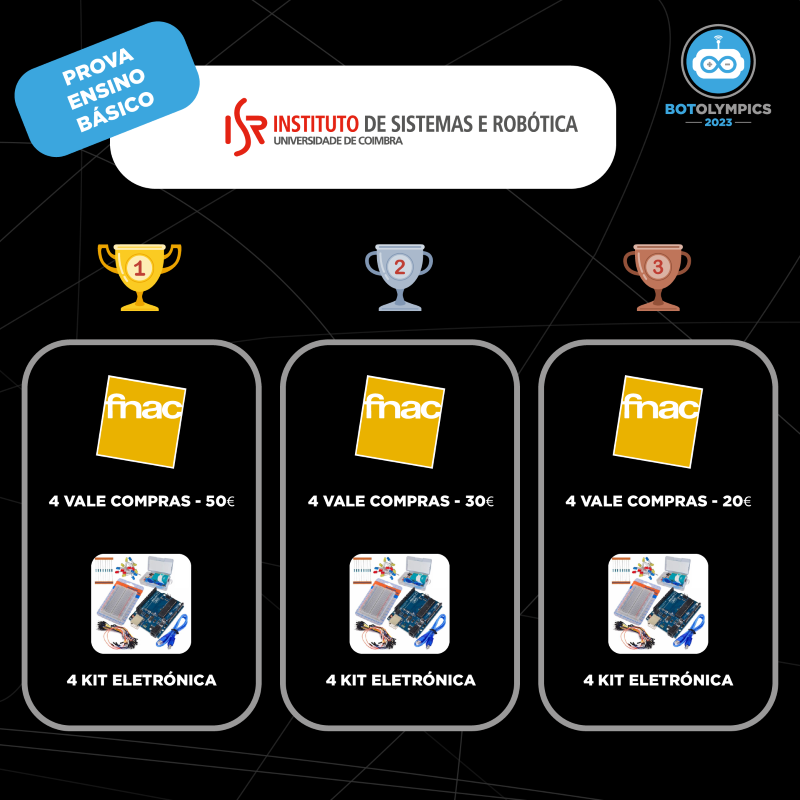 PROVA
ENSINO
BÁSICO
ISR INSTITUTO DE SISTEMAS E ROBÓTICA
UNIVERSIDADE DE COIMBRA
BOTOLYMPICS
2023
1
2
3
fnac
fnac
fnac
4 VALE COMPRAS - 50€
4 VALE COMPRAS - 30€
4 VALE COMPRAS - 20€
4 KIT ELETRÓNICA
4 KIT ELETRÓNICA
4 KIT ELETRÓNICA